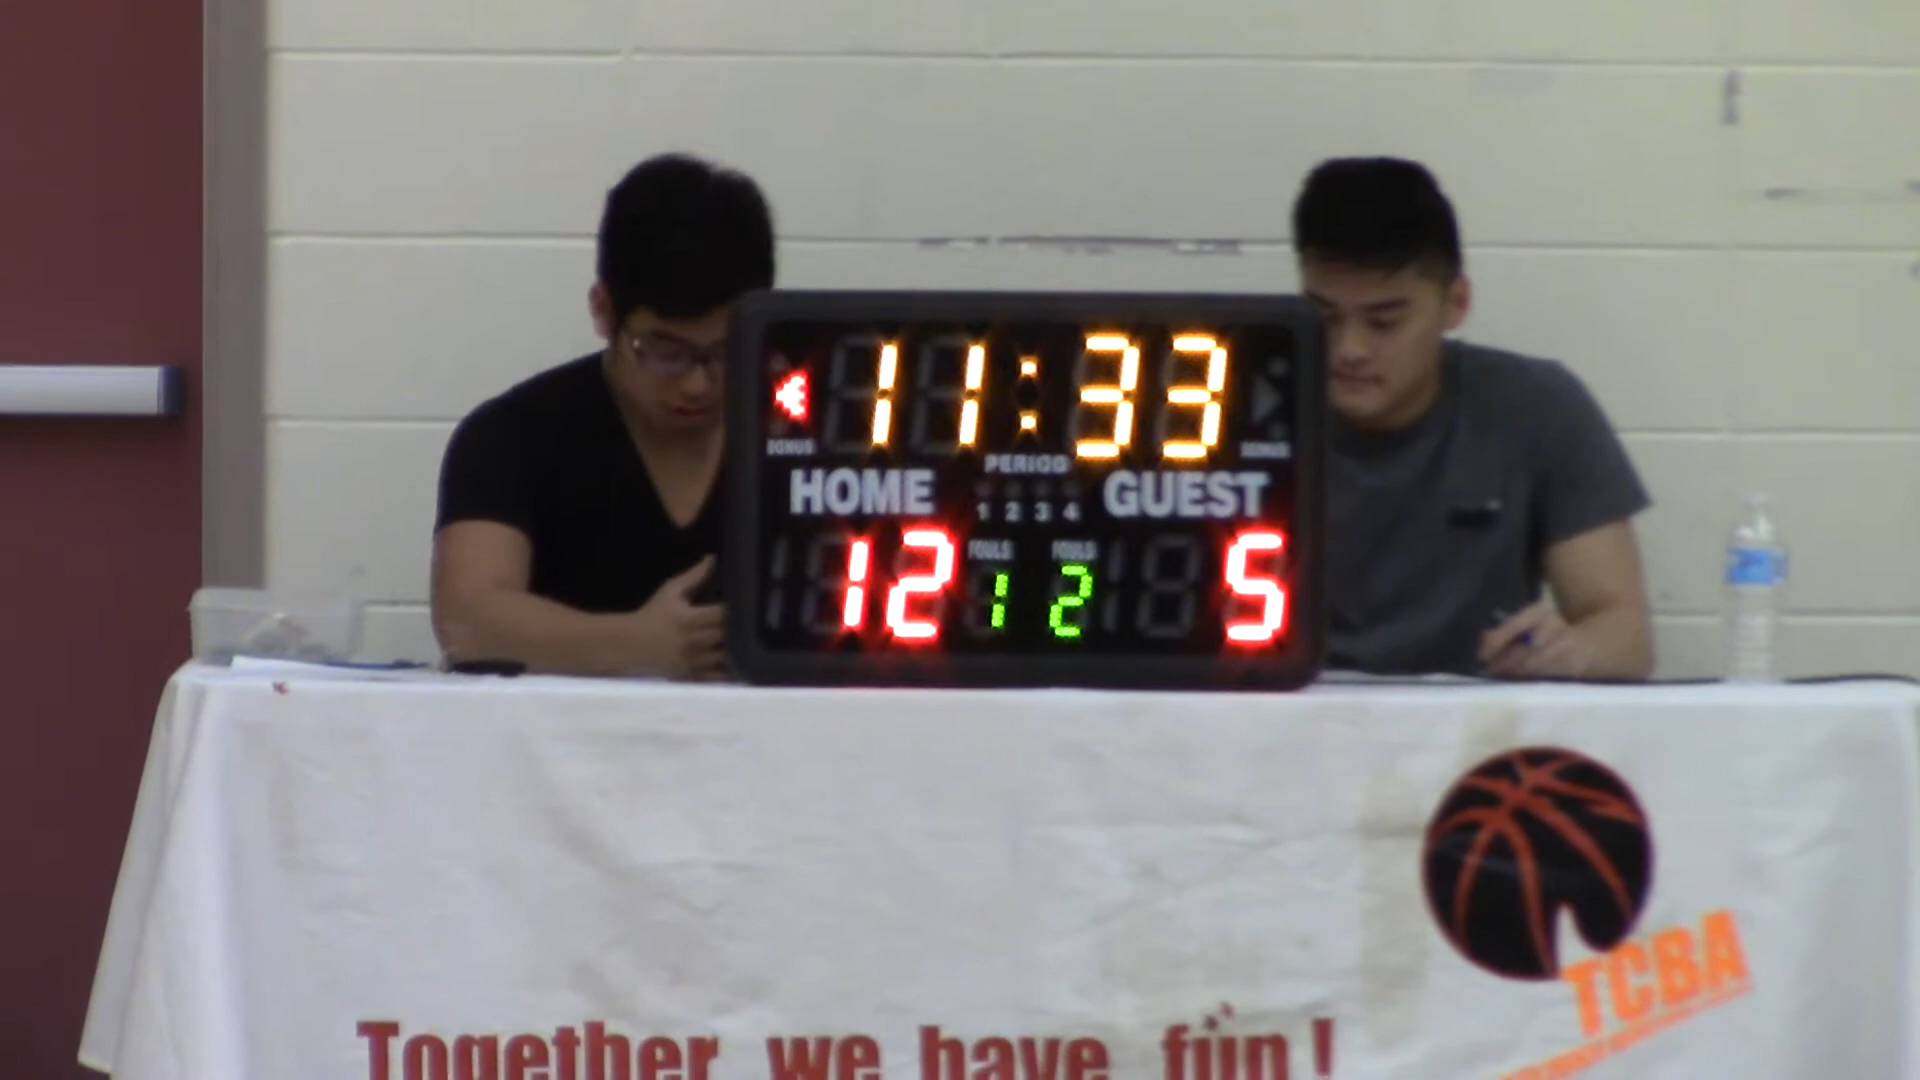 11:33
BONUS BONUS
PERIOD
HOME GUEST
1 2 3 4
FOULS FOULS
12 1 2 5
TCBA
Together we have fün!